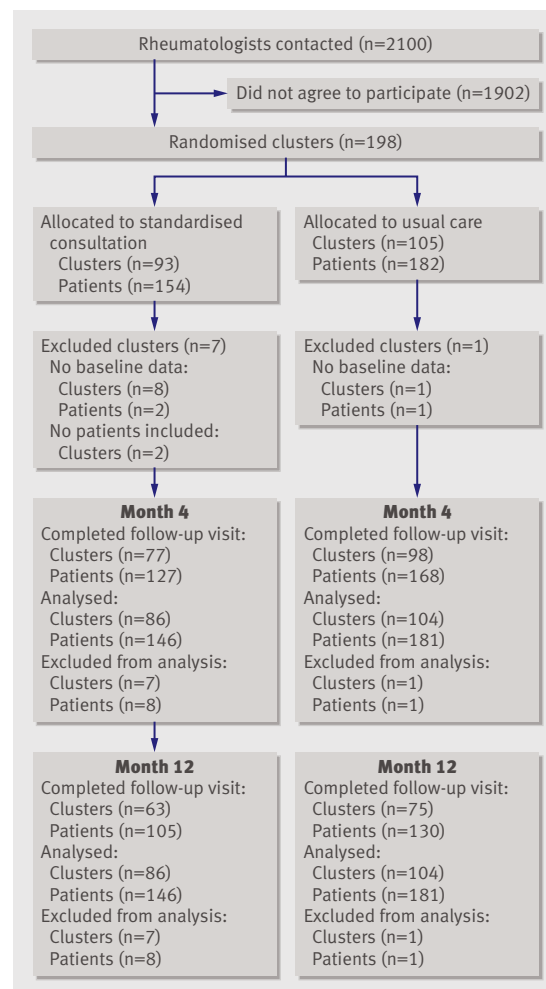 Rheumatologists contacted (n=2100)
Did not agree to participate (n=1902)
Randomised clusters (n=198)
Allocated to standardised
consultation
Clusters (n=93)
Patients (n=154)
Allocated to usual care
Clusters (n=105)
Patients (n=182)
Excluded clusters (n=7)
No baseline data:
Clusters (n=8)
Patients (n=2)
No patients included:
Clusters (n=2)
Excluded clusters (n=1)
No baseline data:
Clusters (n=1)
Patients (n=1)
Month 4
Completed follow-up visit:
Clusters (n=77)
Patients (n=127)
Analysed:
Clusters (n=86)
Patients (n=146)
Excluded from analysis:
Clusters (n=7)
Patients (n=8)
Month 4
Completed follow-up visit:
Clusters (n=98)
Patients (n=168)
Analysed:
Clusters (n=104)
Patients (n=181)
Excluded from analysis:
Clusters (n=1)
Patients (n=1)
Month 12
Completed follow-up visit:
Clusters (n=63)
Patients (n=105)
Analysed:
Clusters (n=86)
Patients (n=146)
Excluded from analysis:
Clusters (n=7)
Patients (n=8)
Month 12
Completed follow-up visit:
Clusters (n=75)
Patients (n=130)
Analysed:
Clusters (n=104)
Patients (n=181)
Excluded from analysis:
Clusters (n=1)
Patients (n=1)